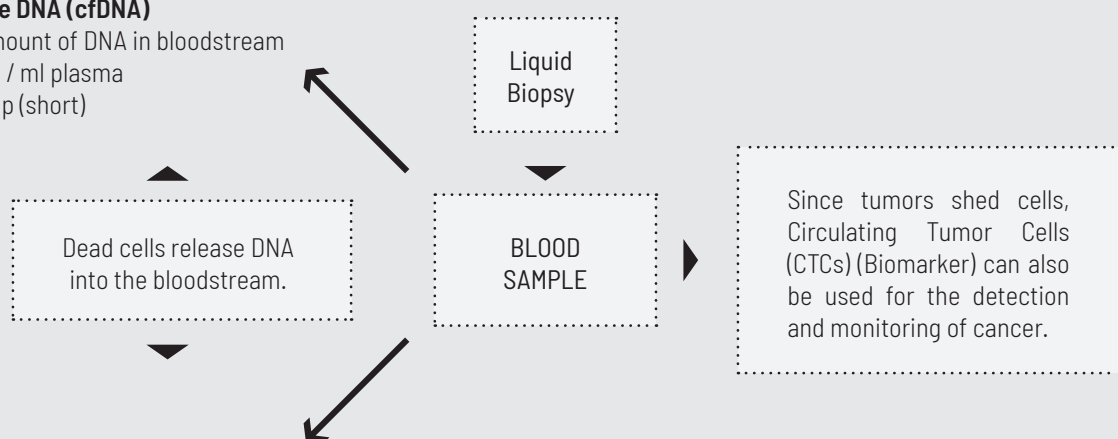 DNA (cfDNA)
of DNA in bloodstream
/ ml plasma
(short)
Liquid
Biopsy
Dead cells release DNA
into the bloodstream.
BLOOD
SAMPLE
Since tumors shed cells,
Circulating Tumor Cells
(CTCs) (Biomarker) can also
be used for the detection
and monitoring of cancer.